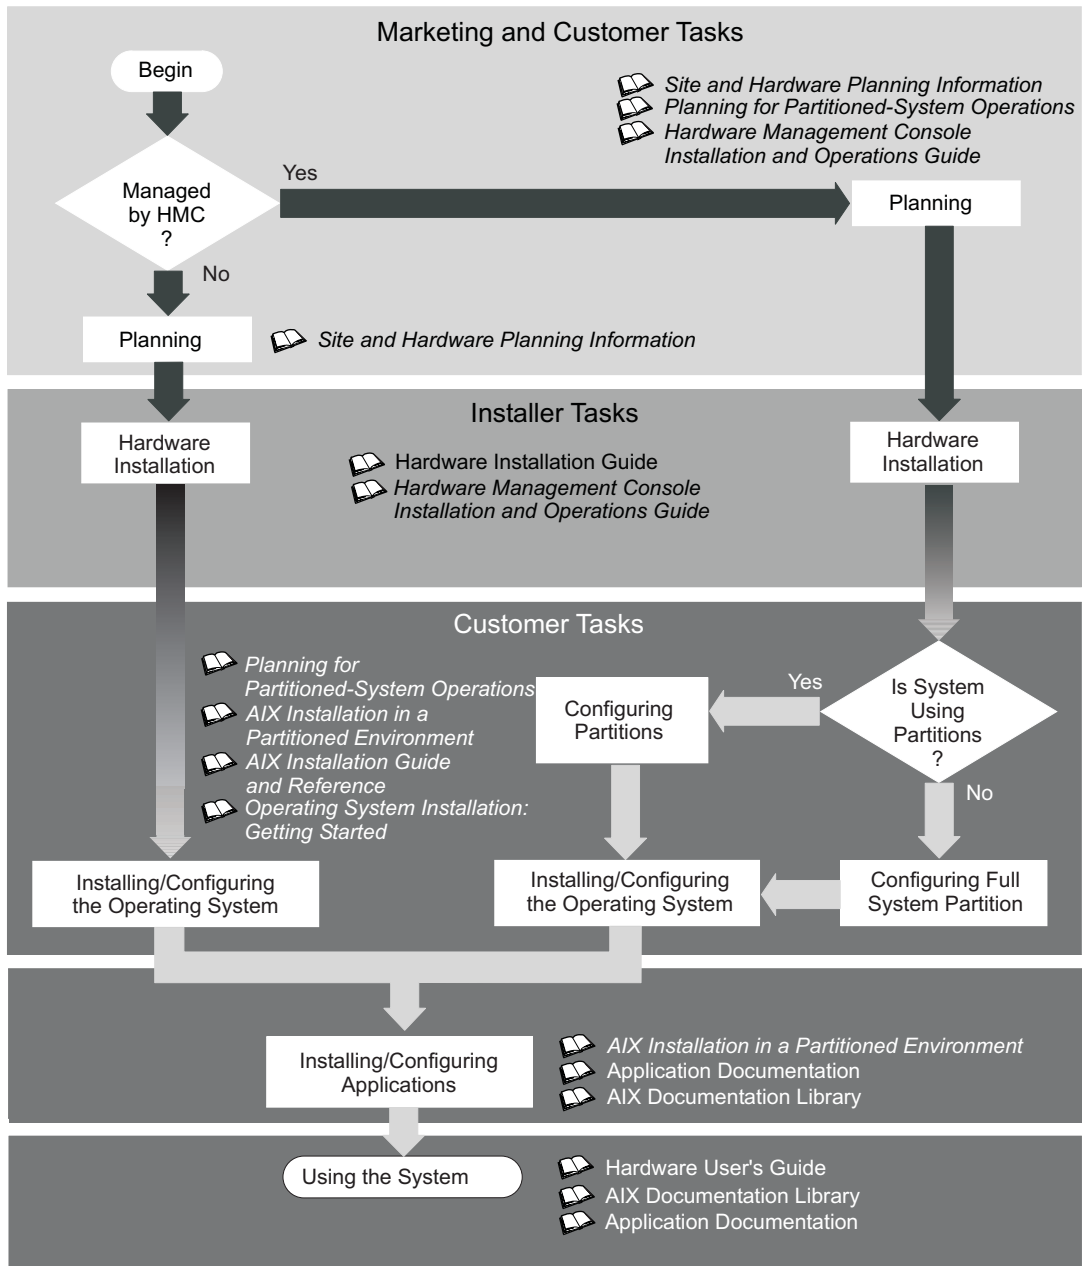 Marketing and Customer Tasks
Begin
Site and Hardware Planning Information
Planning for Partitioned-System Operations
Hardware Management Console
Installation and Operations Guide
Managed
by HMC
?
Yes
Planning
No
Planning
Site and Hardware Planning Information
Installer Tasks
Hardware
Installation
Hardware Installation Guide
Hardware Management Console
Installation and Operations Guide
Hardware
Installation
Customer Tasks
Planning for
Partitioned-System Operations
AIX Installation in a
Partitioned Environment
AIX Installation Guide
and Reference
Operating System Installation:
Getting Started
Configuring
Partitions
Yes
Is System
Using
Partitions
?
No
Installing/Configuring
the Operating System
Installing/Configuring
the Operating System
Configuring Full
System Partition
Installing/Configuring
Applications
AIX Installation in a Partitioned Environment
Application Documentation
AIX Documentation Library
Using the System
Hardware User's Guide
AIX Documentation Library
Application Documentation